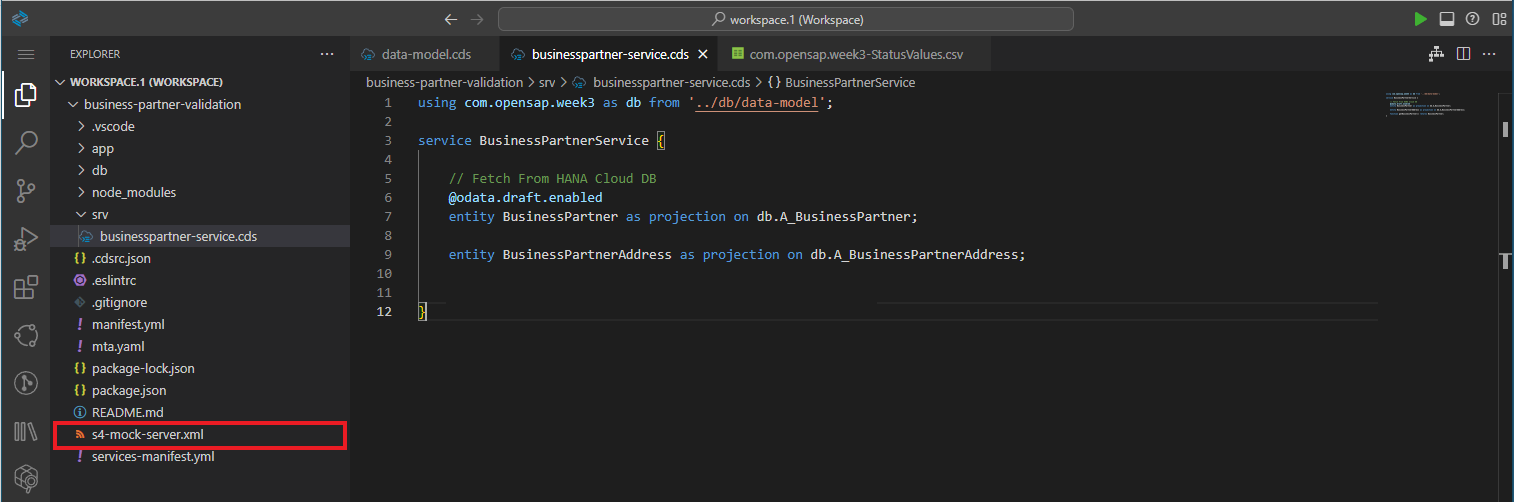 workspace.1 (Workspace)
EXPLORER
WORKSPACE.1 (WORKSPACE)
business-partner-validation
.vscode
app
db
node_modules
srv
businesspartner-service.cds
.cdsrc.json
.eslintrc
.gitignore
manifest.yml
mta.yaml
package-lock.json
package.json
README.md
s4-mock-server.xml
services-manifest.yml
data-model.cds
businesspartner-service.cds
com.opensap.week3-StatusValues.csv
business-partner-validation > srv > businesspartner-service.cds > {} BusinessPartnerService
1 using com.opensap.week3 as db from '../db/data-model';
2
3 service BusinessPartnerService {
4
5 // Fetch From HANA Cloud DB
6 @odata.draft.enabled
7 entity BusinessPartner as projection on db.A_BusinessPartner;
8
9 entity BusinessPartnerAddress as projection on db.A_BusinessPartnerAddress;
10
11
12 }